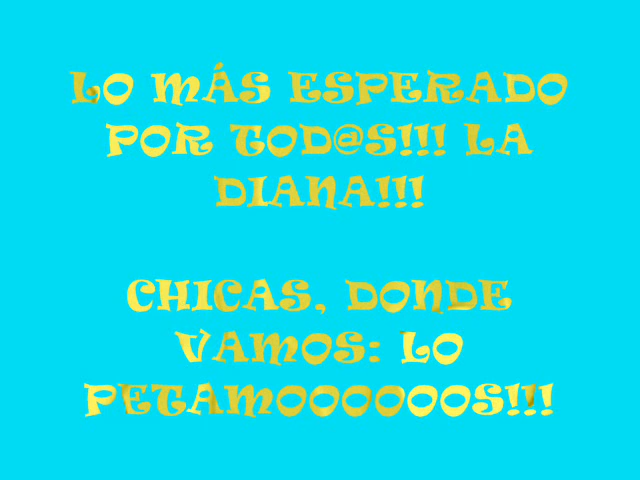 LO MÁS ESPERADO
POR TOD@S!!! LA
DIANA!!!
CHICAS, DONDE
VAMOS: LO
PETAMOOOOOOS!!!